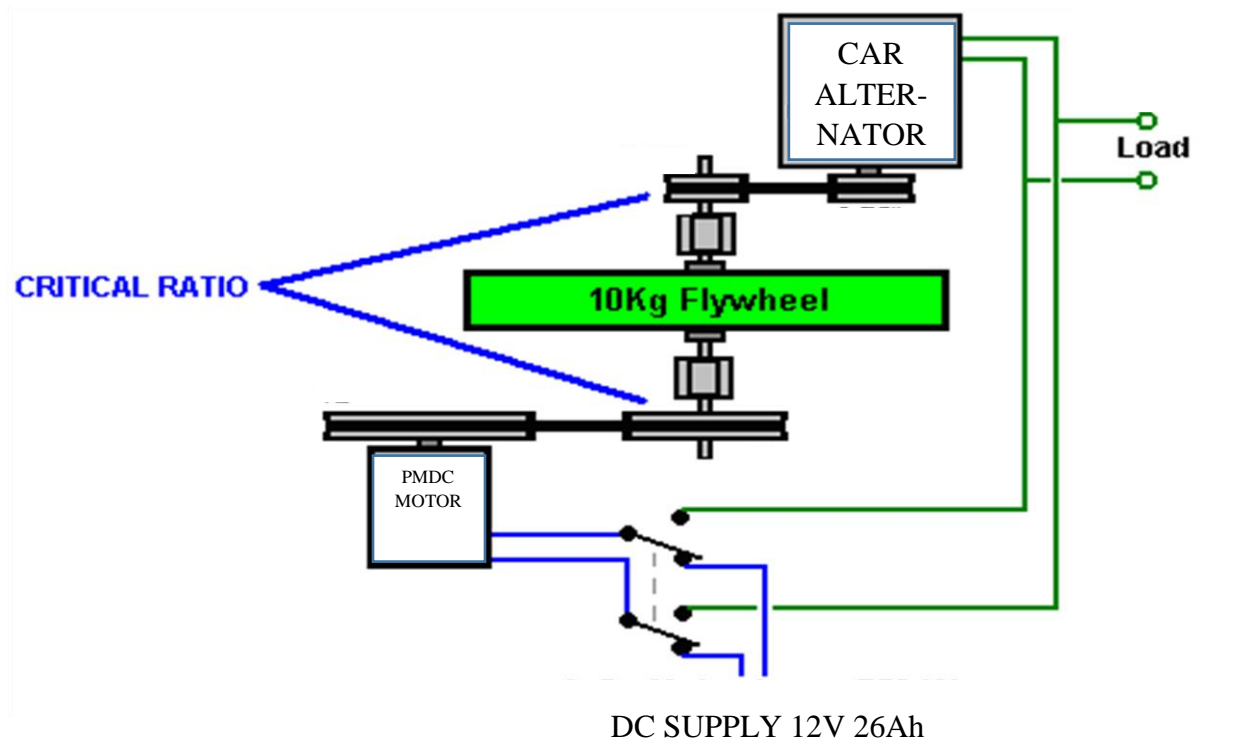 CAR
ALTER-
NATOR
Load
CRITICAL RATIO
10Kg Flywheel
PMDC
MOTOR
DC SUPPLY 12V 26Ah